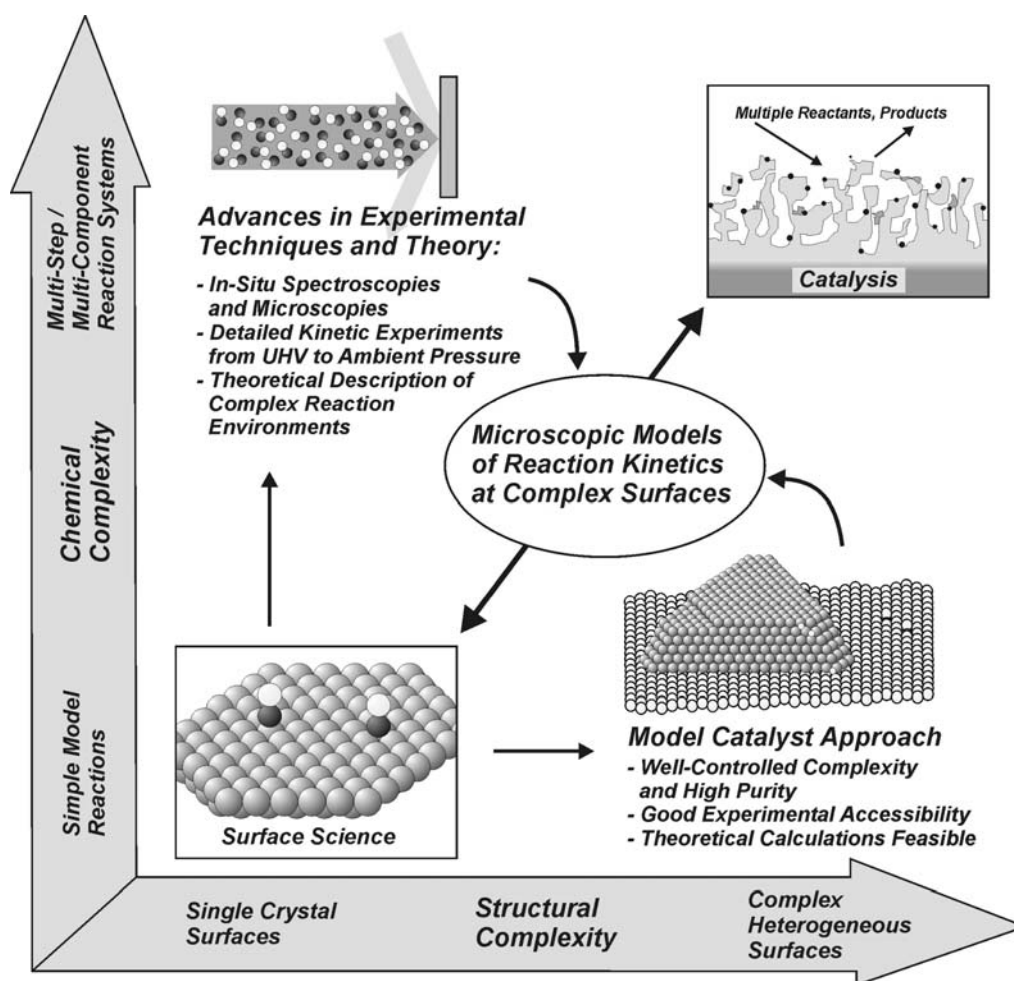 Multiple Reactants, Products
Catalysis
Advances in Experimental
Techniques and Theory:
- In-Situ Spectroscopies
and Microscopies
- Detailed Kinetic Experiments
from UHV to Ambient Pressure
- Theoretical Description of
Complex Reaction
Environments
Microscopic Models
of Reaction Kinetics
at Complex Surfaces
Multi-Step /
Multi-Component
Reaction Systems
Chemical
Complexity
Simple Model
Reactions
Surface Science
Model Catalyst Approach
- Well-Controlled Complexity
and High Purity
- Good Experimental Accessibility
- Theoretical Calculations Feasible
Single Crystal
Surfaces
Structural
Complexity
Complex
Heterogeneous
Surfaces